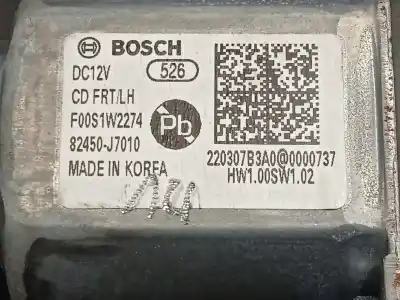 BOSCH
DC12V 526
CD FRT/LH
F00S1W2274
Pb
82450-J7010
MADE IN KOREA
220307B3A0@0000737
HW1.00SW1.02